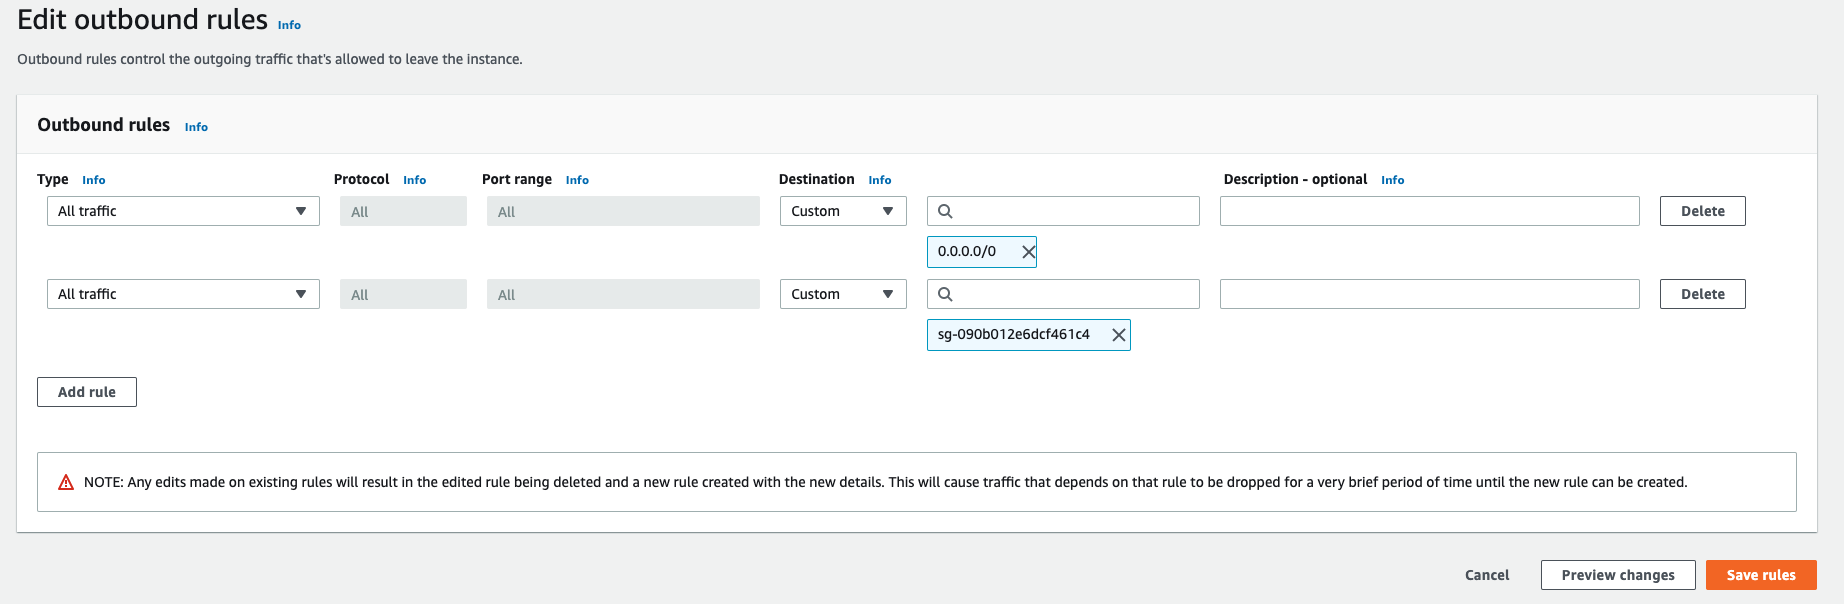 Edit outbound rules Info
Outbound rules control the outgoing traffic that's allowed to leave the instance.
Outbound rules Info
Type Info Protocol Info Port range Info Destination Info Description - optional Info
All traffic All All Custom Delete
0.0.0.0/0
All traffic All All Custom Delete
sg-090b012e6dcf461c4
Add rule
NOTE: Any edits made on existing rules will result in the edited rule being deleted and a new rule created with the new details. This will cause traffic that depends on that rule to be dropped for a very brief period of time until the new rule can be created.
Cancel Preview changes Save rules